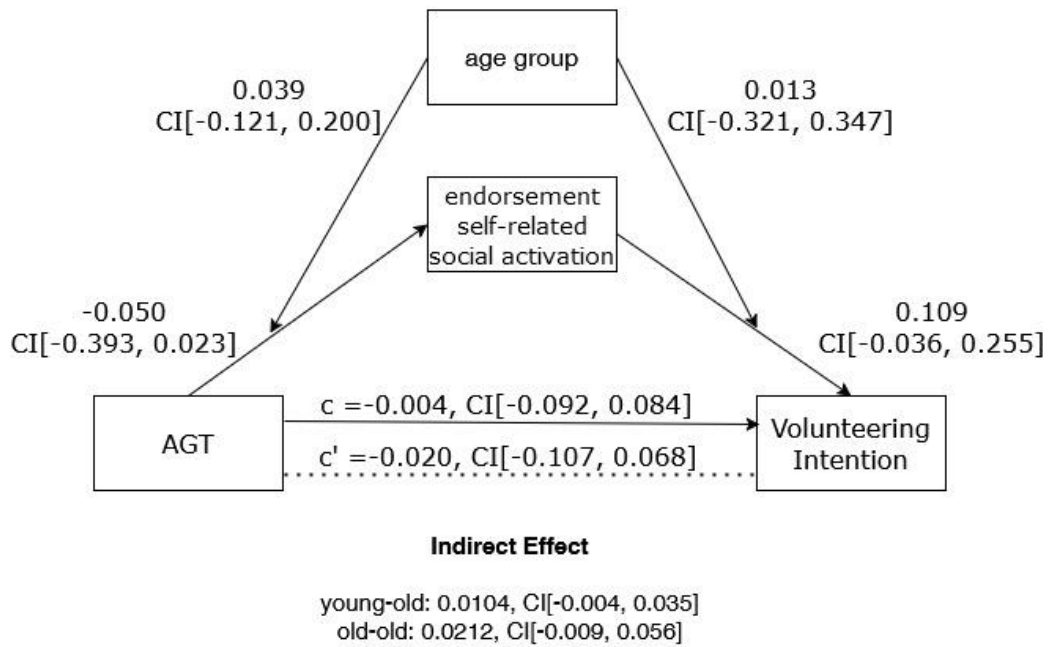 age group
0.039
CI[-0.121, 0.200]
0.013
CI[-0.321, 0.347]
endorsement
self-related
social activation
-0.050
CI[-0.393, 0.023]
0.109
CI[-0.036, 0.255]
AGT
c =-0.004, CI[-0.092, 0.084]
c' =-0.020, CI[-0.107, 0.068]
Volunteering
Intention
Indirect Effect
young-old: 0.0104, CI[-0.004, 0.035]
old-old: 0.0212, CI[-0.009, 0.056]